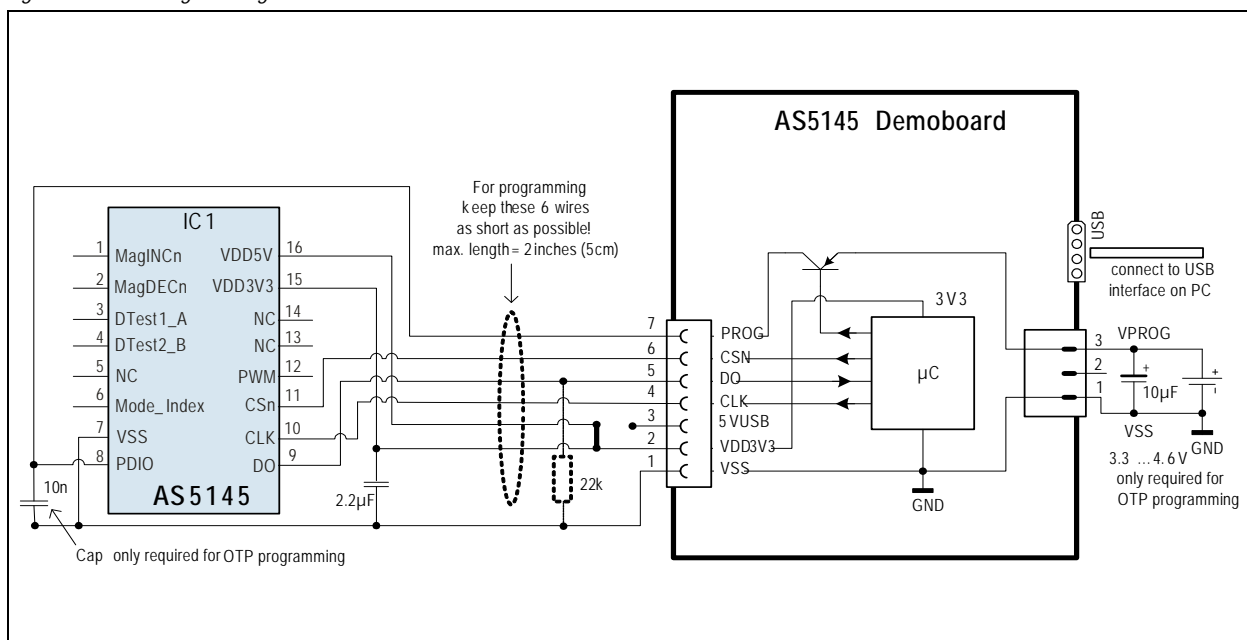 AS5145 Demoboard
For programming
keep these 6 wires
as short as possible!
max. length= 2 inches (5cm)
IC1
1 MagINCn
2 MagDECn
3 DTest1_A
4 DTest2_B
5 NC
6 Mode_Index
7 VSS
8 PDIO
VDD5V 16
VDD3V3 15
NC 14
NC 13
PWM 12
CSn 11
CLK 10
DO 9
AS5145
10n
Cap only required for OTP programming
2.2µF
22k
7 PROG
6 CSN
5 DO
4 CLK
3 5VUSB
2 VDD3V3
1 VSS
3V3
µC
GND
USB
connect to USB
interface on PC
3 VPROG
2
1
+
10µF
+
-
VSS
GND
3.3 ...4.6V
only required for
OTP programming